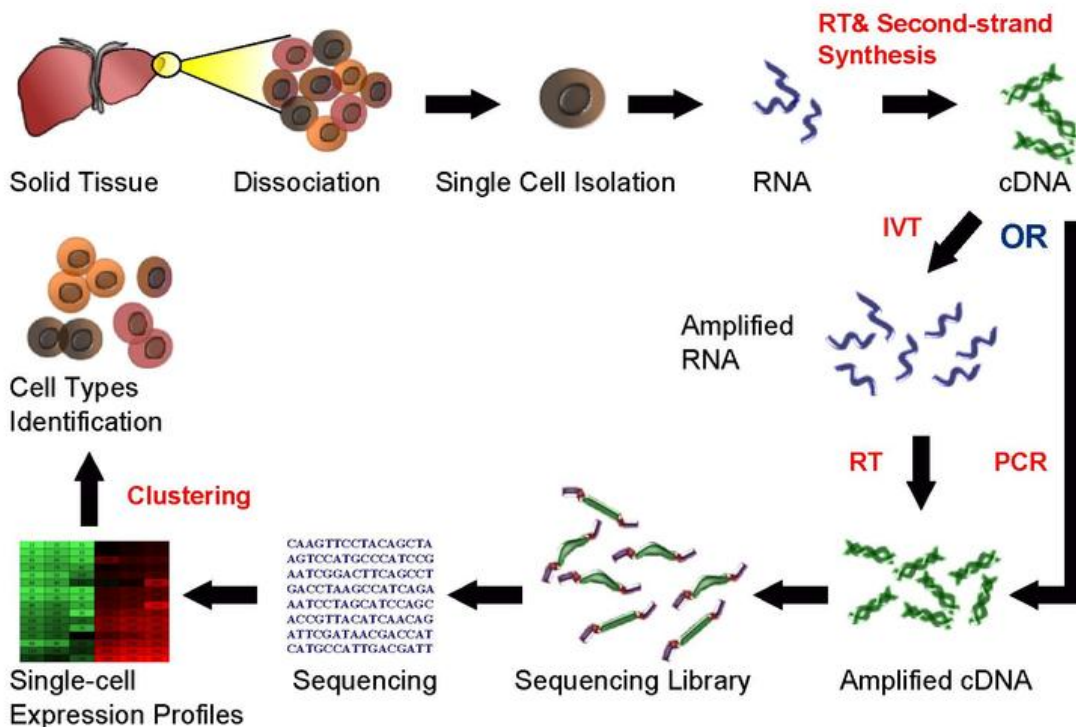 RT& Second-strand
Synthesis
Solid Tissue
Dissociation
Single Cell Isolation
RNA
cDNA
IVT
OR
Amplified
RNA
Cell Types
Identification
RT
PCR
Clustering
CAAGTTCCTACAGCTA
AGTCCATGCCCATCCG
AATCGGACTTCAGCCT
GACCTAAGCCATCAGA
AATCCTAGCATCCAGC
ACCGTTACATCAACAG
ATTCGATAACGACCAT
CATGCCATTGACGATT
Single-cell
Expression Profiles
Sequencing
Sequencing Library
Amplified cDNA